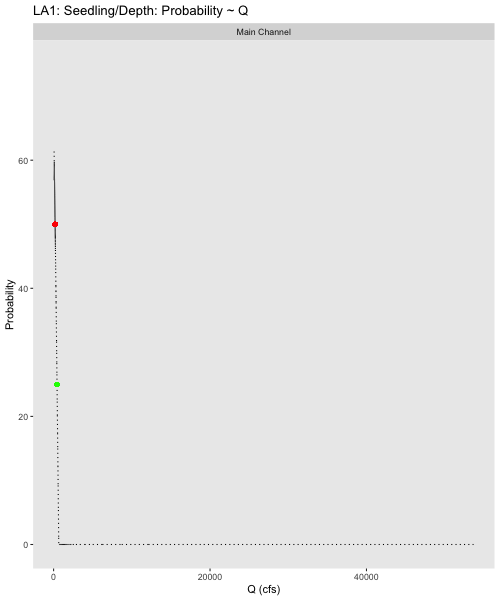 LA1: Seedling/Depth: Probability ~ Q
Main Channel
60
40
20
0
Probability
0 20000 40000
Q (cfs)